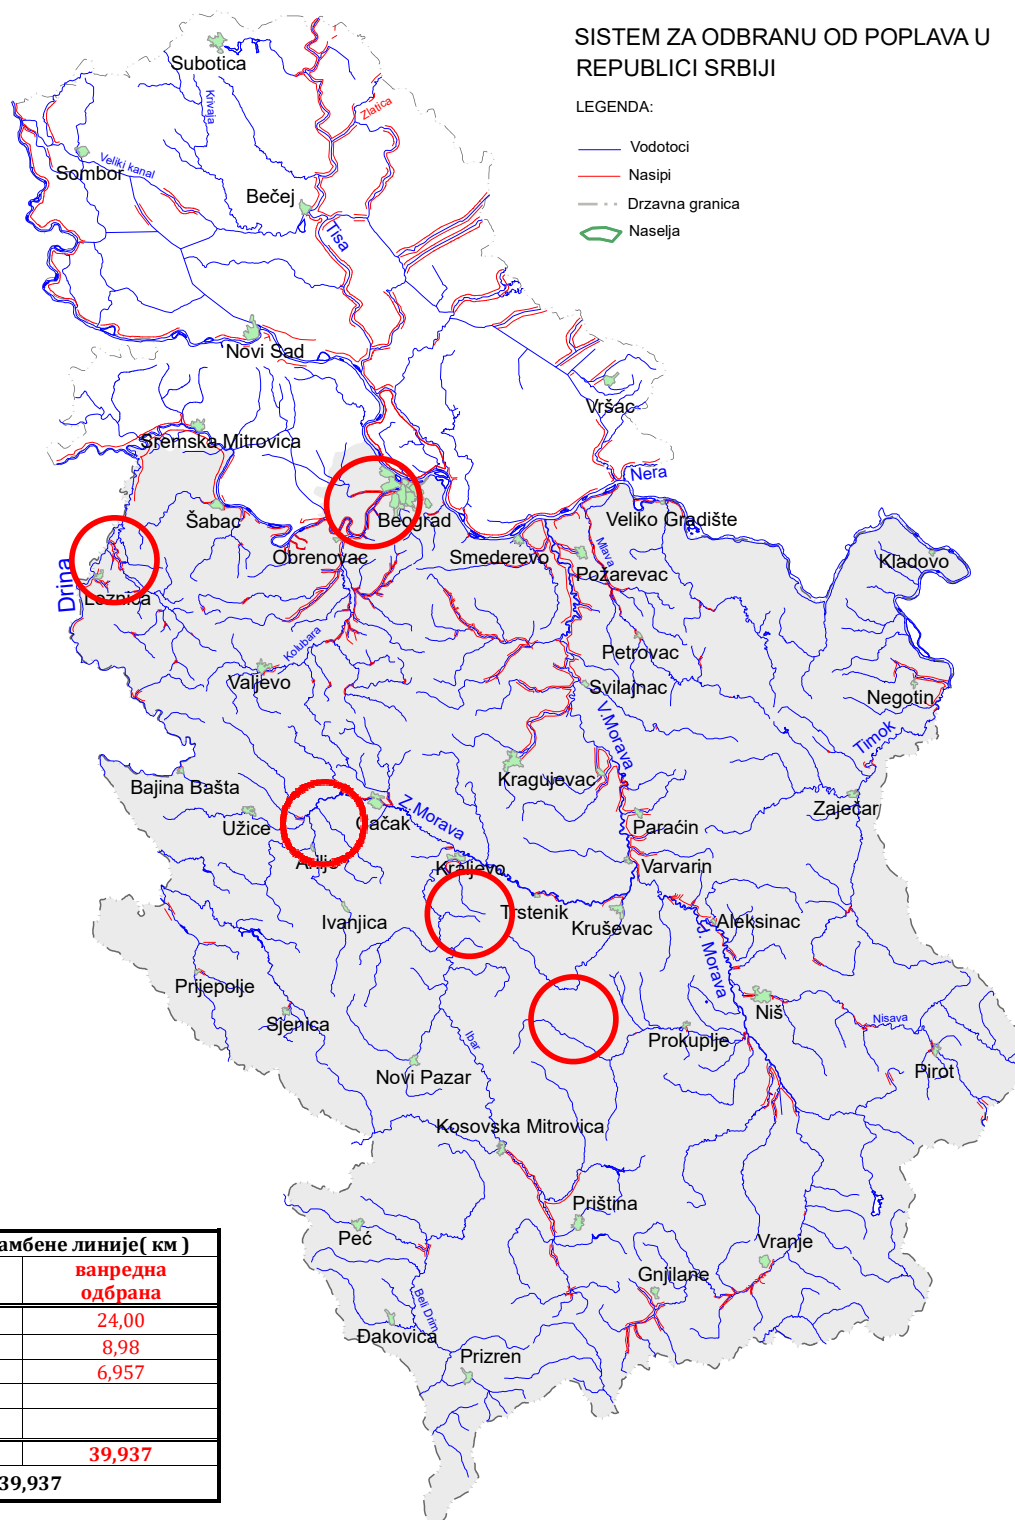 SISTEM ZA ODBRANU OD POPLAVA U
REPUBLICI SRBIJI
LEGENDA:
Vodotoci
Nasipi
Drzavna granica
Naselja
Subotica
Krivaja
Zlatica
Sombor
Veliki kanal
Bečej
Tisa
Novi Sad
Vršac
Sremska Mitrovica
Nera
Šabac
Beograd
Veliko Gradište
Obrenovac
Smederevo
Mlava
Kladovo
Drina
Požarevac
Loznica
Kolubara
Petrovac
Valjevo
Svilajnac
Negotin
V.Morava
Timok
Bajina Bašta
Kragujevac
Užice
Čačak
Z.Morava
Zaječar
Paraćin
Arilje
Kraljevo
Varvarin
Ivanjica
Trstenik
Kruševac
Aleksinac
J. Morava
Prijepolje
Sjenica
Niš
Nisava
Ibar
Prokuplje
Novi Pazar
Pirot
Kosovska Mitrovica
Priština
Peć
Vranje
Gnjilane
Beli Drim
Đakovica
Prizren
амбене линије( км )
ванредна
одбрана
24,00
8,98
6,957
39,937
39,937